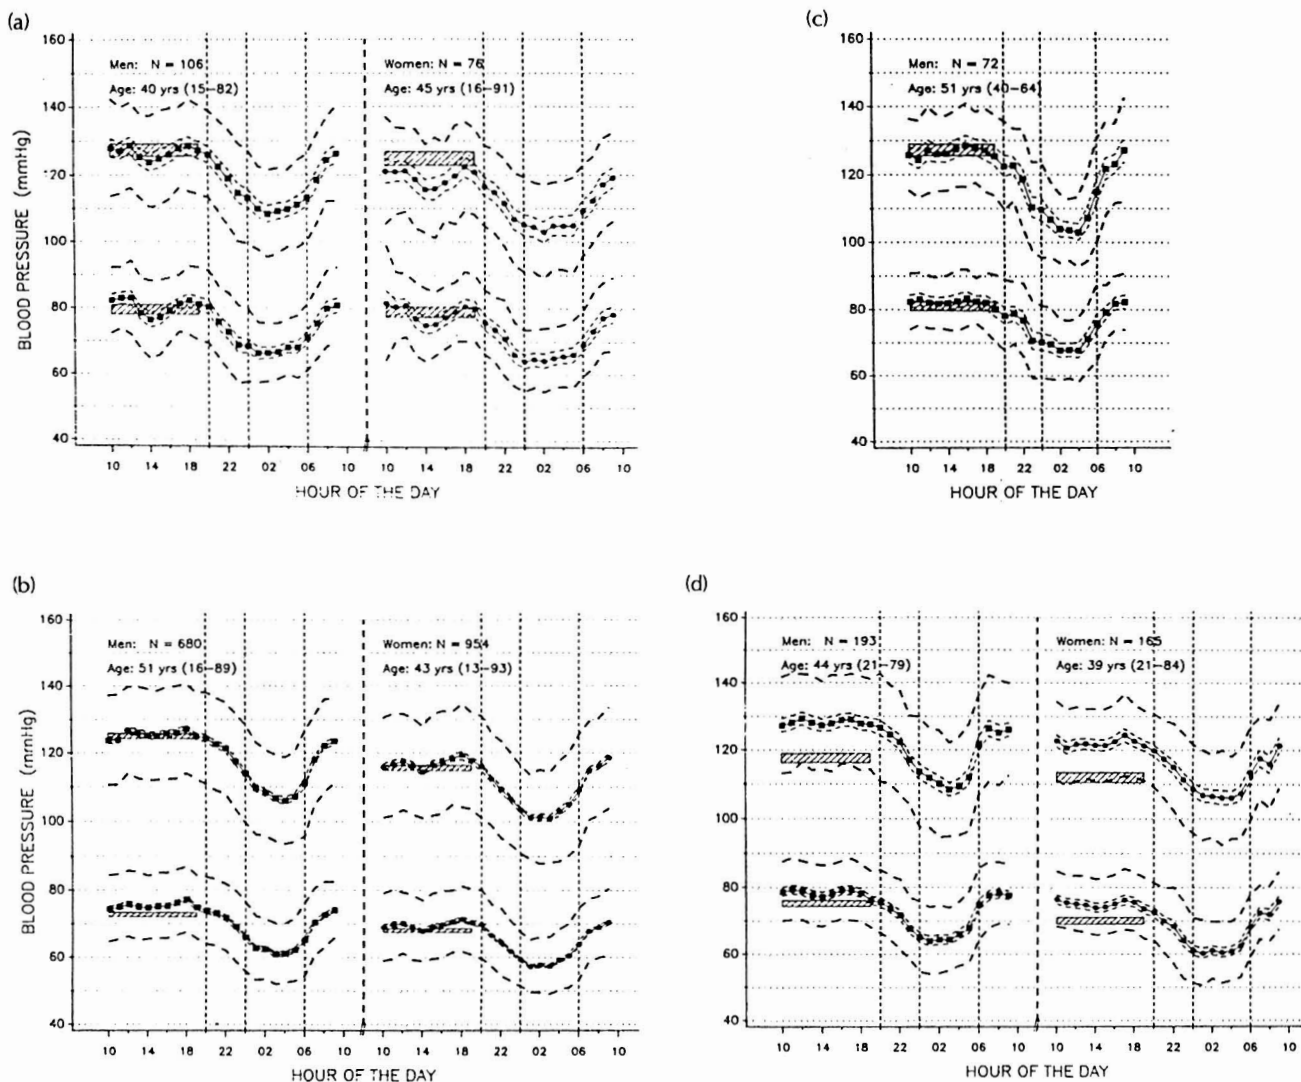 (a)
BLOOD PRESSURE (mmHg)
160
140
120
100
80
60
40
Men: N = 106
Age: 40 yrs (15–82)
Women: N = 76
Age: 45 yrs (16–91)
10 14 18 22 02 06 10 10 14 18 22 02 06 10
HOUR OF THE DAY
(c)
BLOOD PRESSURE (mmHg)
160
140
120
100
80
60
40
Men: N = 72
Age: 51 yrs (40–64)
10 14 18 22 02 06 10
HOUR OF THE DAY
(b)
BLOOD PRESSURE (mmHg)
160
140
120
100
80
60
40
Men: N = 680
Age: 51 yrs (16–89)
Women: N = 954
Age: 43 yrs (13–93)
10 14 18 22 02 06 10 10 14 18 22 02 06 10
HOUR OF THE DAY
(d)
BLOOD PRESSURE (mmHg)
160
140
120
100
80
60
40
Men: N = 193
Age: 44 yrs (21–79)
Women: N = 165
Age: 39 yrs (21–84)
10 14 18 22 02 06 10 10 14 18 22 02 06 10
HOUR OF THE DAY